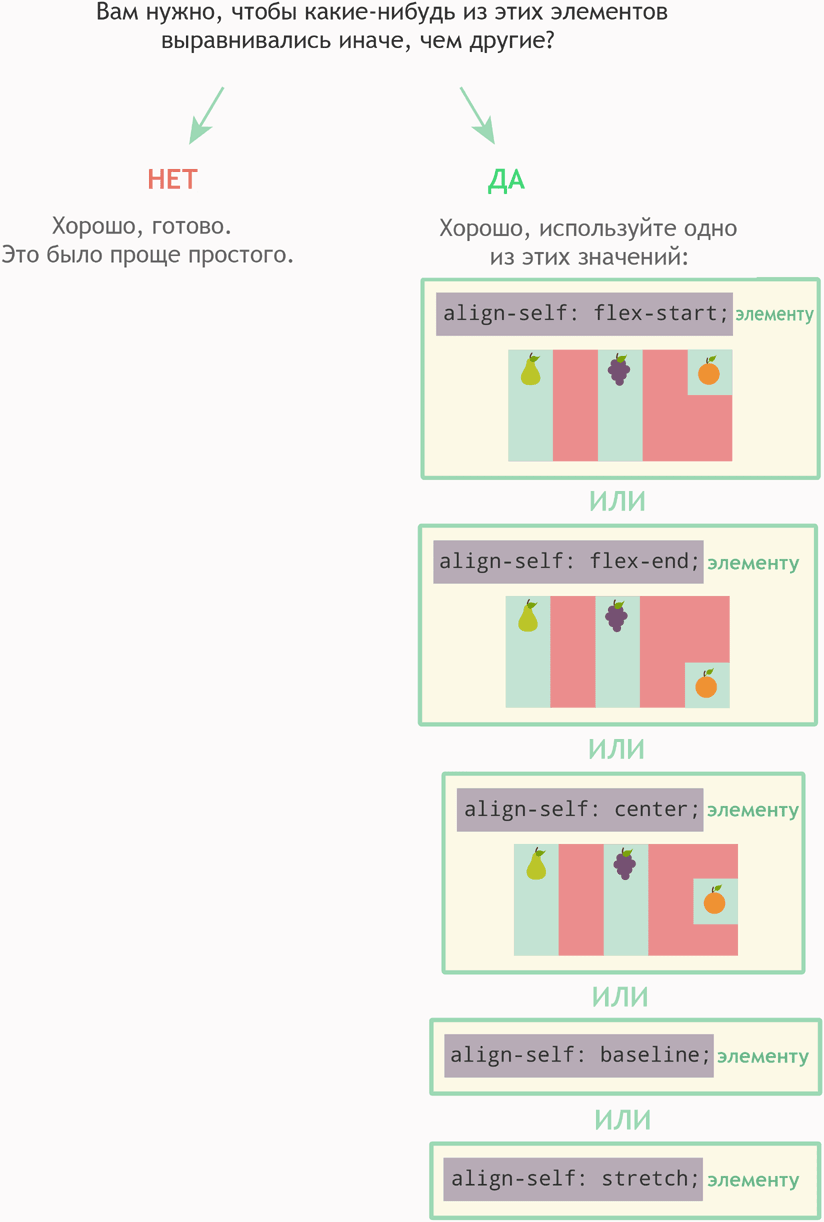 Вам нужно, чтобы какие-нибудь из этих элементов
выравнивались иначе, чем другие?
НЕТ
Хорошо, готово.
Это было проще простого.
ДА
Хорошо, используйте одно
из этих значений:
align-self: flex-start; элементу
ИЛИ
align-self: flex-end; элементу
ИЛИ
align-self: center; элементу
ИЛИ
align-self: baseline; элементу
ИЛИ
align-self: stretch; элементу